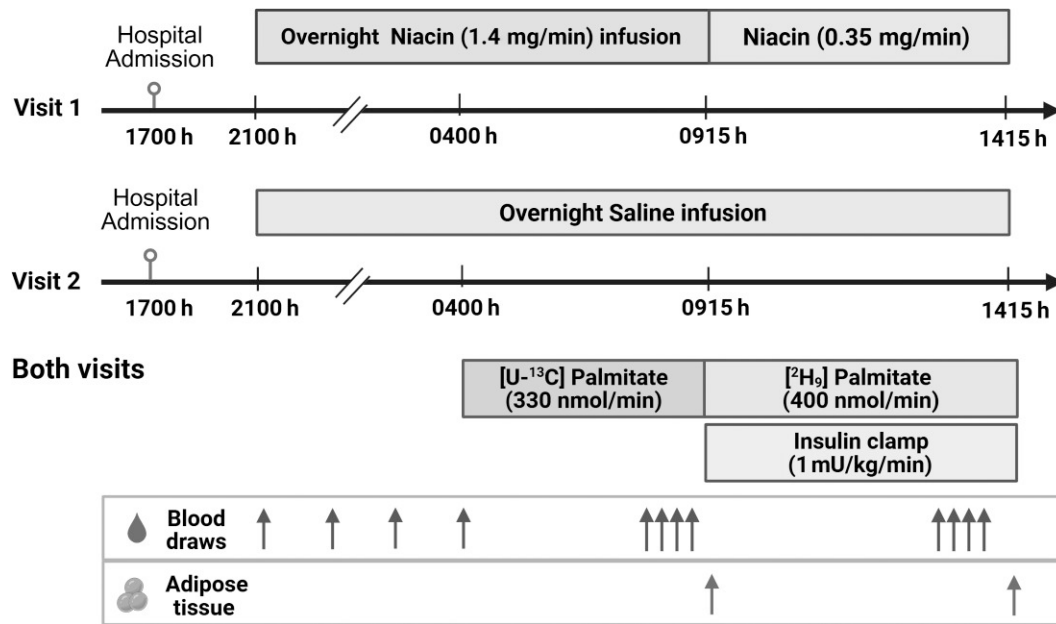 Overnight Niacin (1.4 mg/min) infusion
Niacin (0.35 mg/min)
Hospital
Admission
Visit 1
1700 h
2100 h
0400 h
0915 h
1415 h
Hospital
Admission
Overnight Saline infusion
Visit 2
1700 h
2100 h
0400 h
0915 h
1415 h
Both visits
[U-¹³C] Palmitate
(330 nmol/min)
[²H₉] Palmitate
(400 nmol/min)
Insulin clamp
(1 mU/kg/min)
Blood
draws
Adipose
tissue